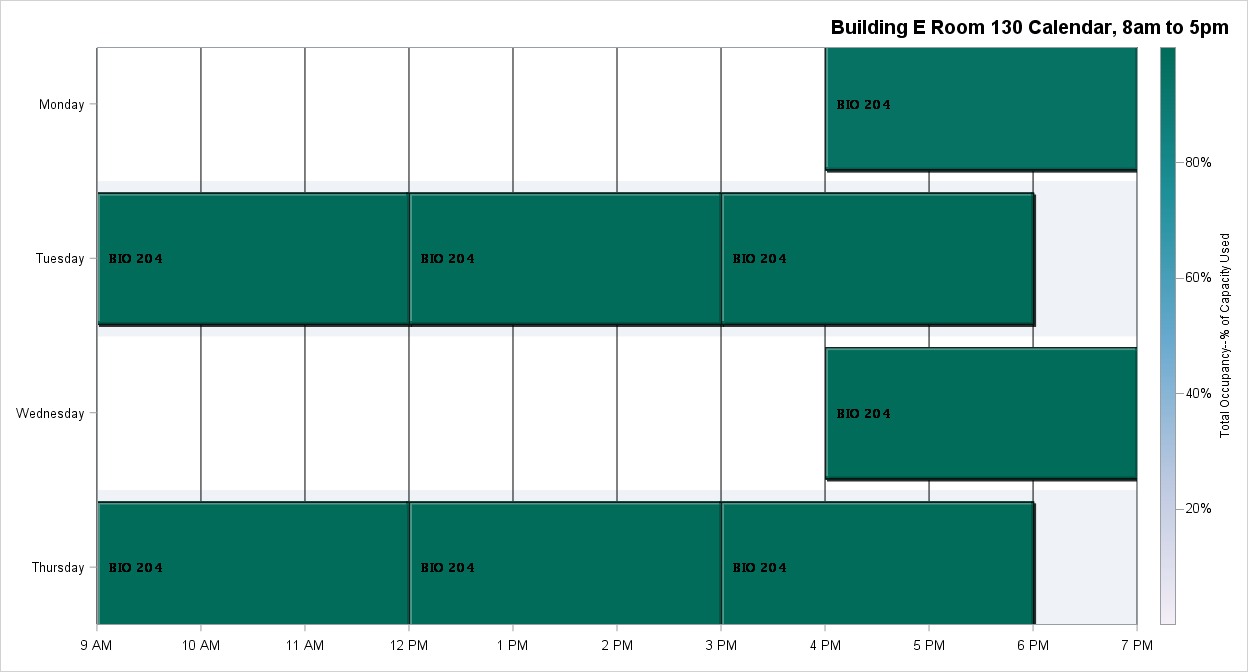 Building E Room 130 Calendar, 8am to 5pm
Monday
BIO 204
Tuesday
BIO 204
BIO 204
BIO 204
Wednesday
BIO 204
Thursday
BIO 204
BIO 204
BIO 204
9 AM
10 AM
11 AM
12 PM
1 PM
2 PM
3 PM
4 PM
5 PM
6 PM
7 PM
80%
60%
40%
20%
Total Occupancy--% of Capacity Used